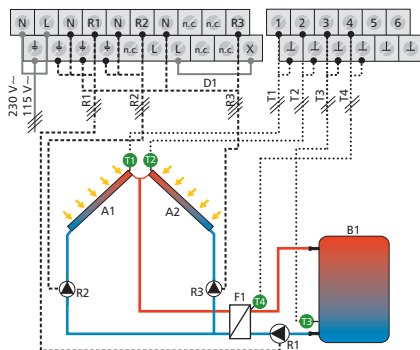 N L N R1 N R2 N n.c. n.c. R3
n.c. n.c. L L n.c. n.c. X
1 2 3 4 5 6
230 V~
115 V~
R1
R2
D1
R3
T1
T2
T3
T4
T1 T2
A1 A2
B1
R2
R3
F1
T4
T3
R1